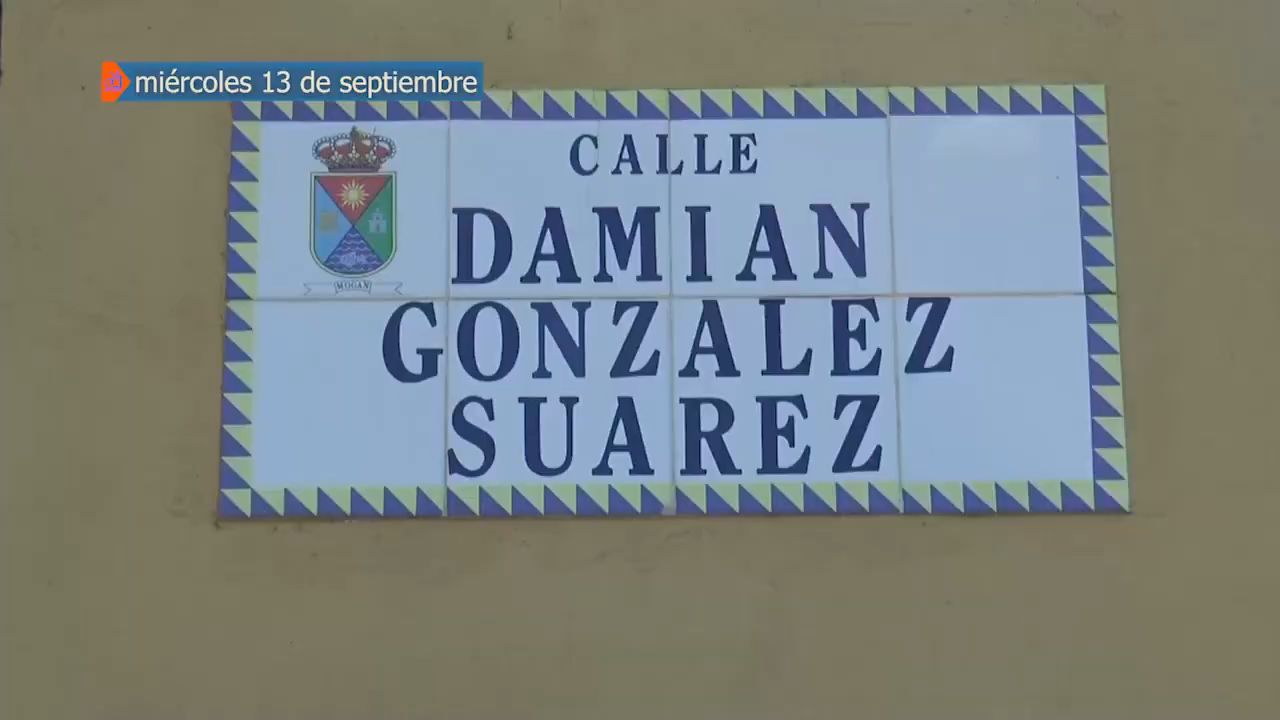 miércoles 13 de septiembre
CALLE
DAMIAN
GONZALEZ
SUAREZ
MOGAN